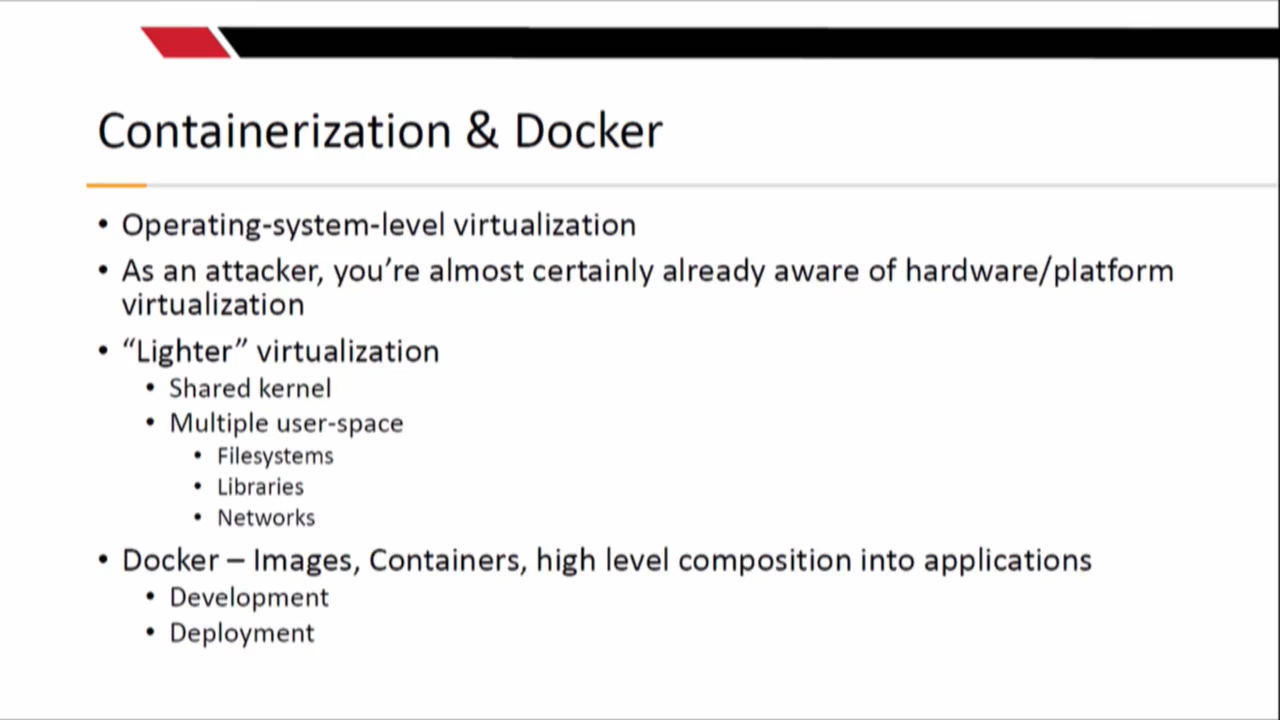 Containerization & Docker
• Operating-system-level virtualization
• As an attacker, you’re almost certainly already aware of hardware/platform
virtualization
• “Lighter” virtualization
• Shared kernel
• Multiple user-space
• Filesystems
• Libraries
• Networks
• Docker – Images, Containers, high level composition into applications
• Development
• Deployment